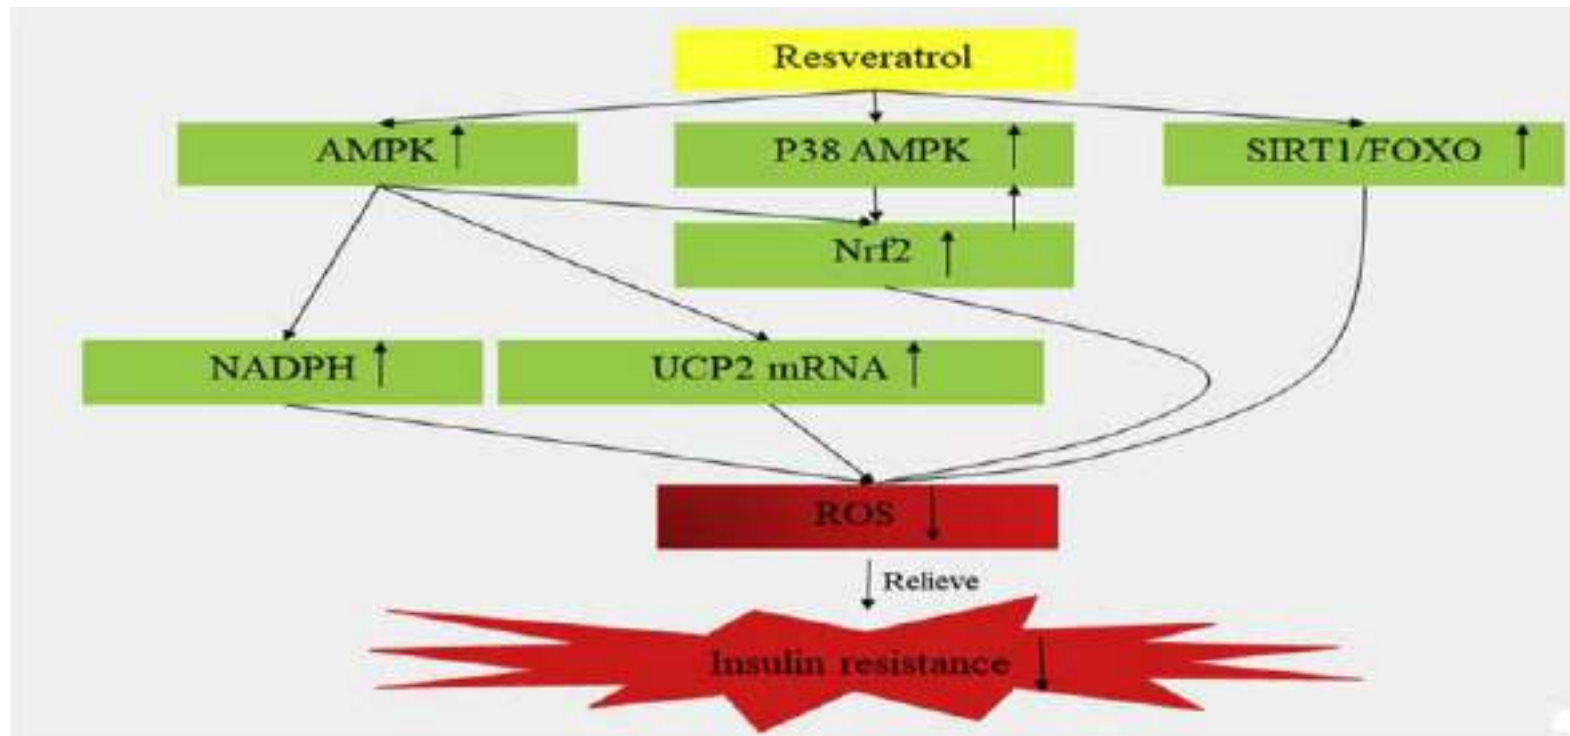 Resveratrol
AMPK
P38 AMPK
SIRT1/FOXO
Nrf2
NADPH
UCP2 mRNA
ROS
Relieve
Insulin resistance